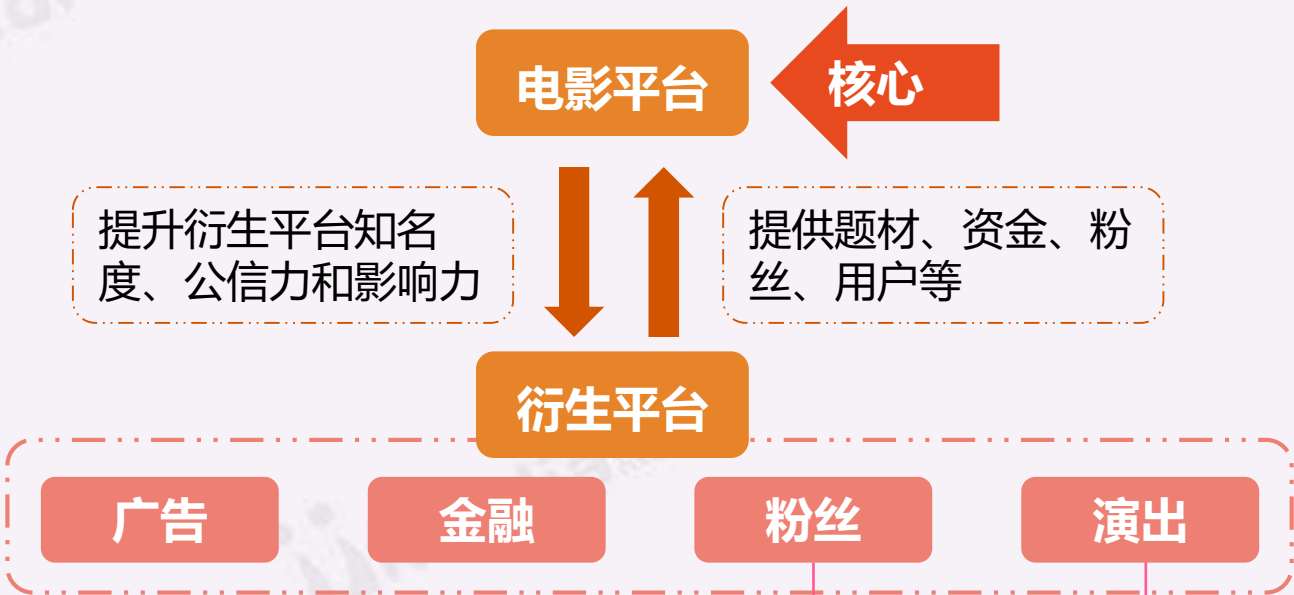 电影平台
核心
提升衍生平台知名
度、公信力和影响力
提供题材、资金、粉
丝、用户等
衍生平台
广告
金融
粉丝
演出